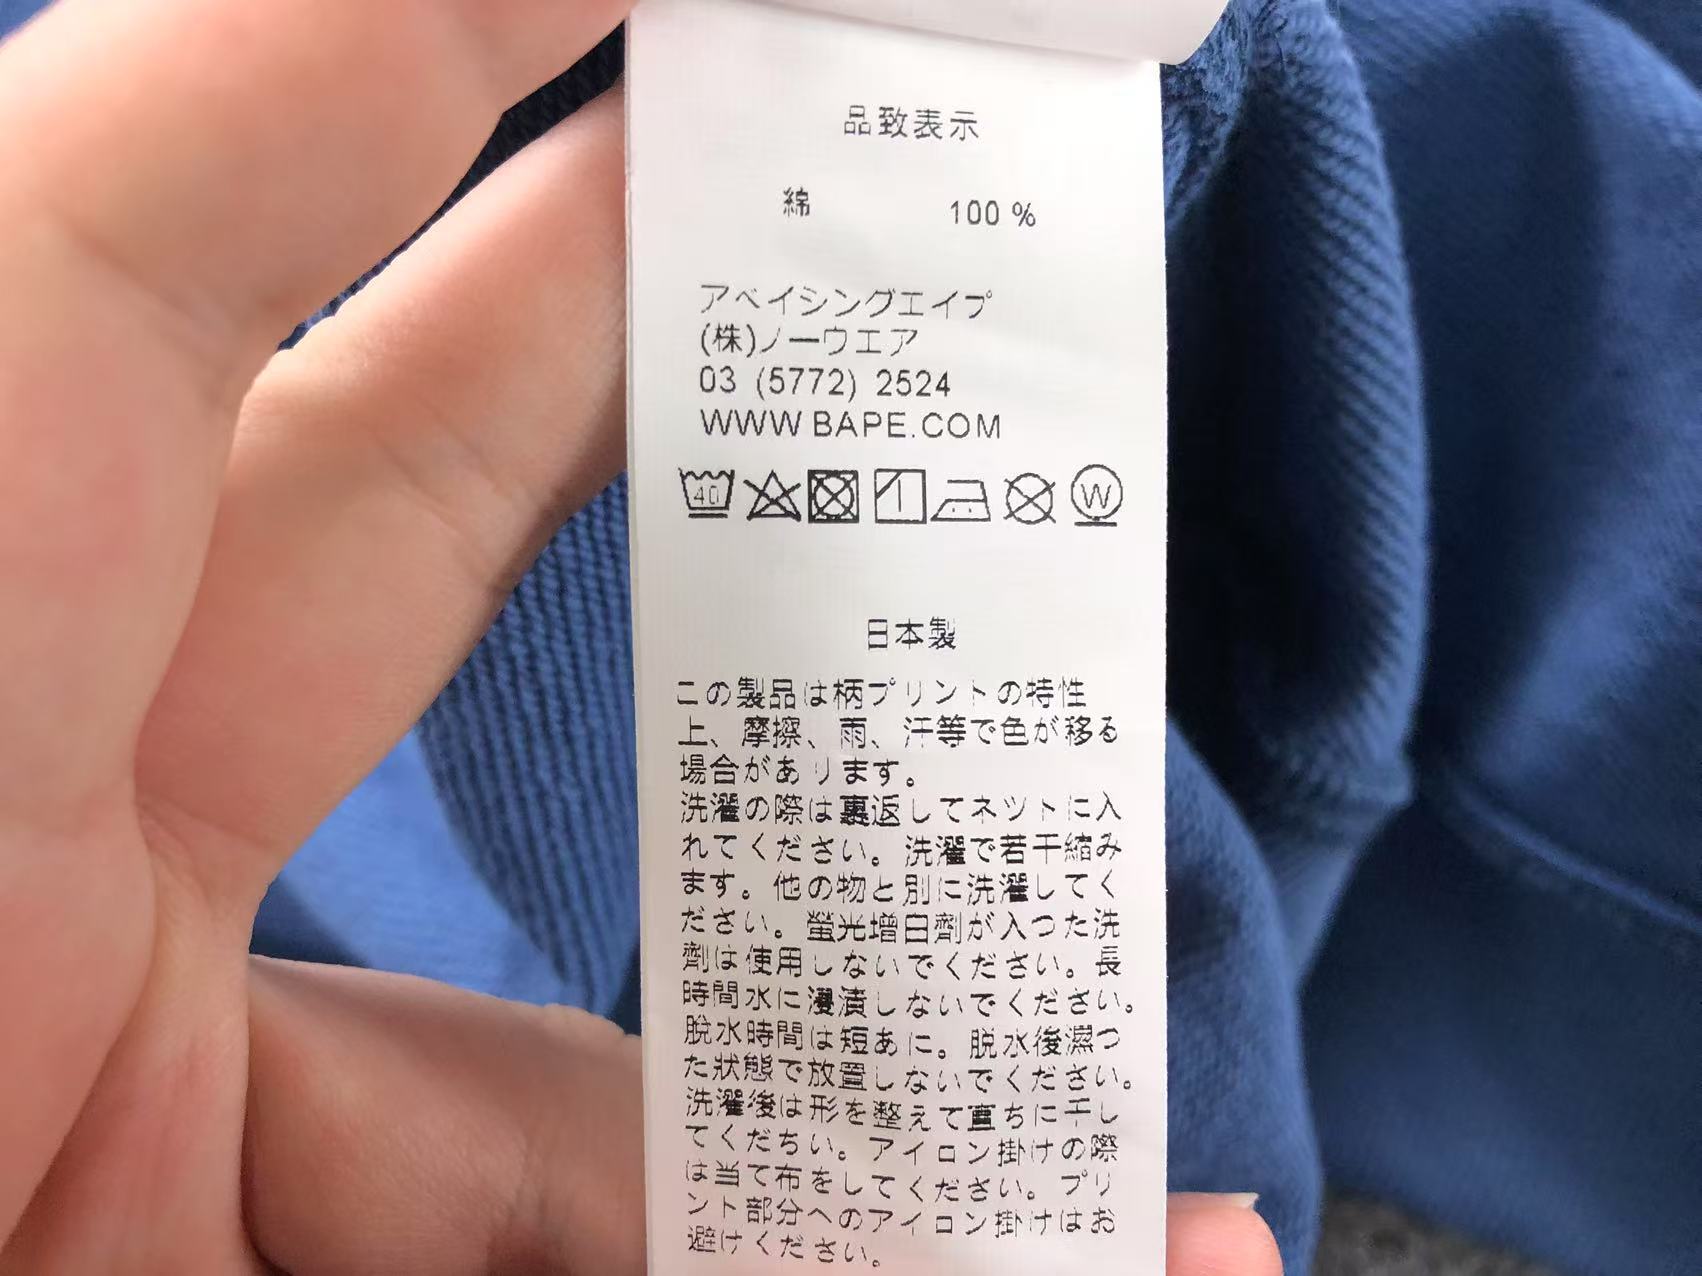 品致表示
綿 100 %
アベイシングエイプ
(株)ノーウエア
03 (5772) 2524
WWW.BAPE.COM
40
W
日本製
この製品は柄プリントの特性
上、摩擦、雨、汗等で色が移る
場合があります。
洗濯の際は裏返してネツトに入
れてください。洗濯で若干縮み
ます。他の物と別に洗濯してく
ださい。螢光増白劑が入つた洗
劑は使用しないでください。長
時間水に浸漬しないでください。
脱水時間は短あに。脱水後濕つ
た狀態で放置しないでください。
洗濯後は形を整えて直ちに干し
てくだちい。アイロン掛けの際
は当て布をしてください。プリ
ント部分へのアイロン掛けはお
避けください。